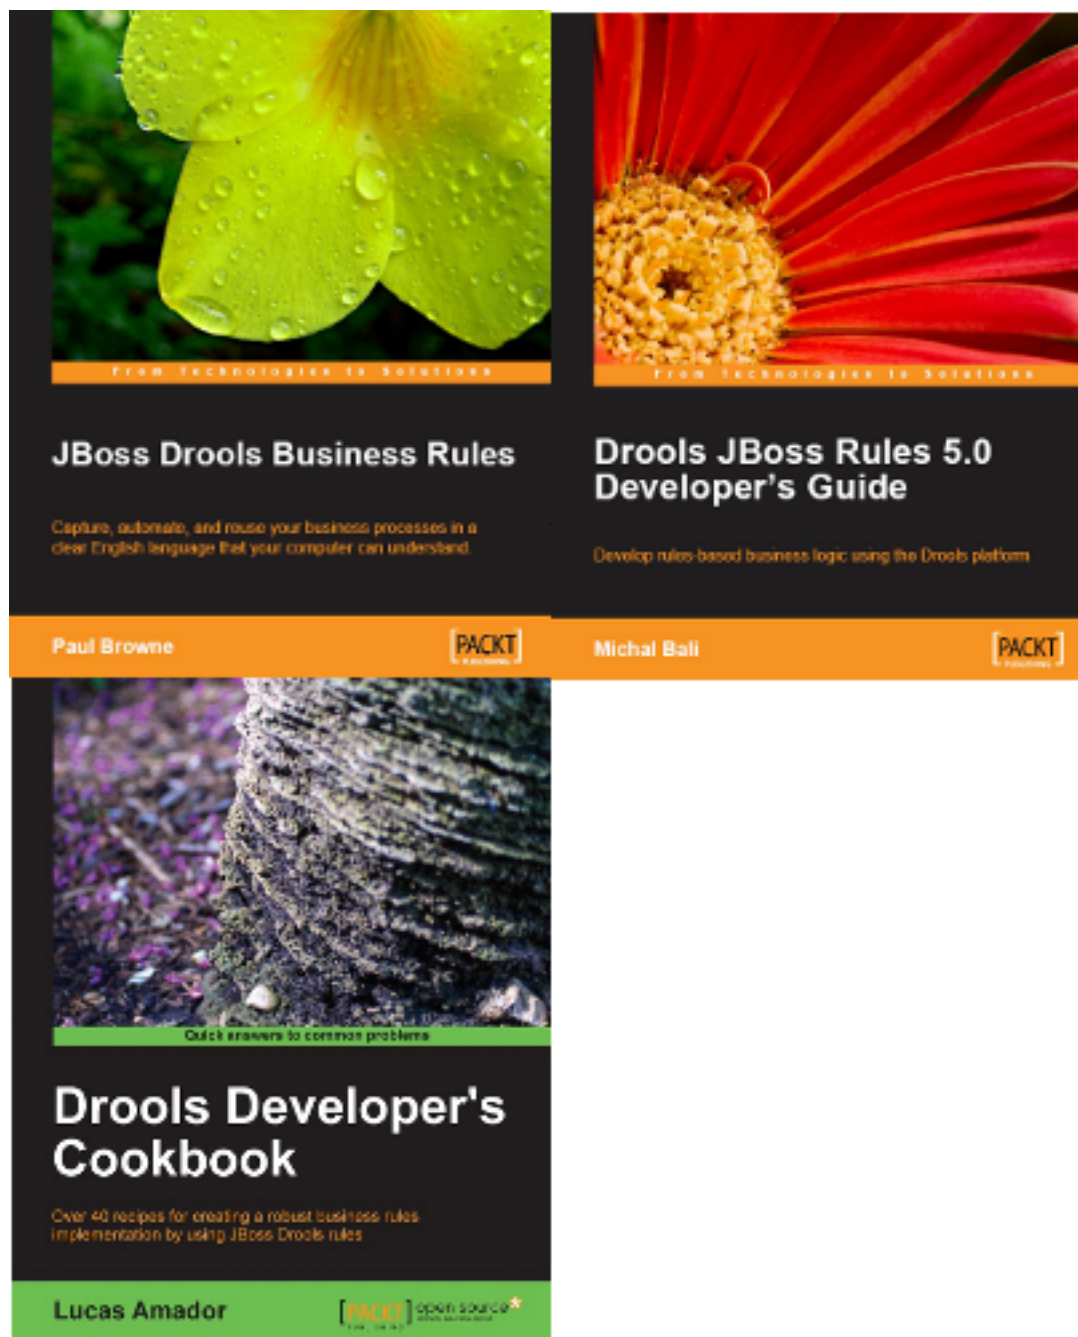 From Technologies to Solutions
JBoss Drools Business Rules
Capture, automate, and reuse your business processes in a
clear English language that your computer can understand.
Paul Browne
[PACKT]
PUBLISHING
From Technologies to Solutions
Drools JBoss Rules 5.0
Developer's Guide
Develop rules-based business logic using the Drools platform
Michal Bali
[PACKT]
PUBLISHING
Quick answers to common problems
Drools Developer's
Cookbook
Over 40 recipes for creating a robust business rules
implementation by using JBoss Drools rules
Lucas Amador
[PACKT] open source*
PUBLISHING